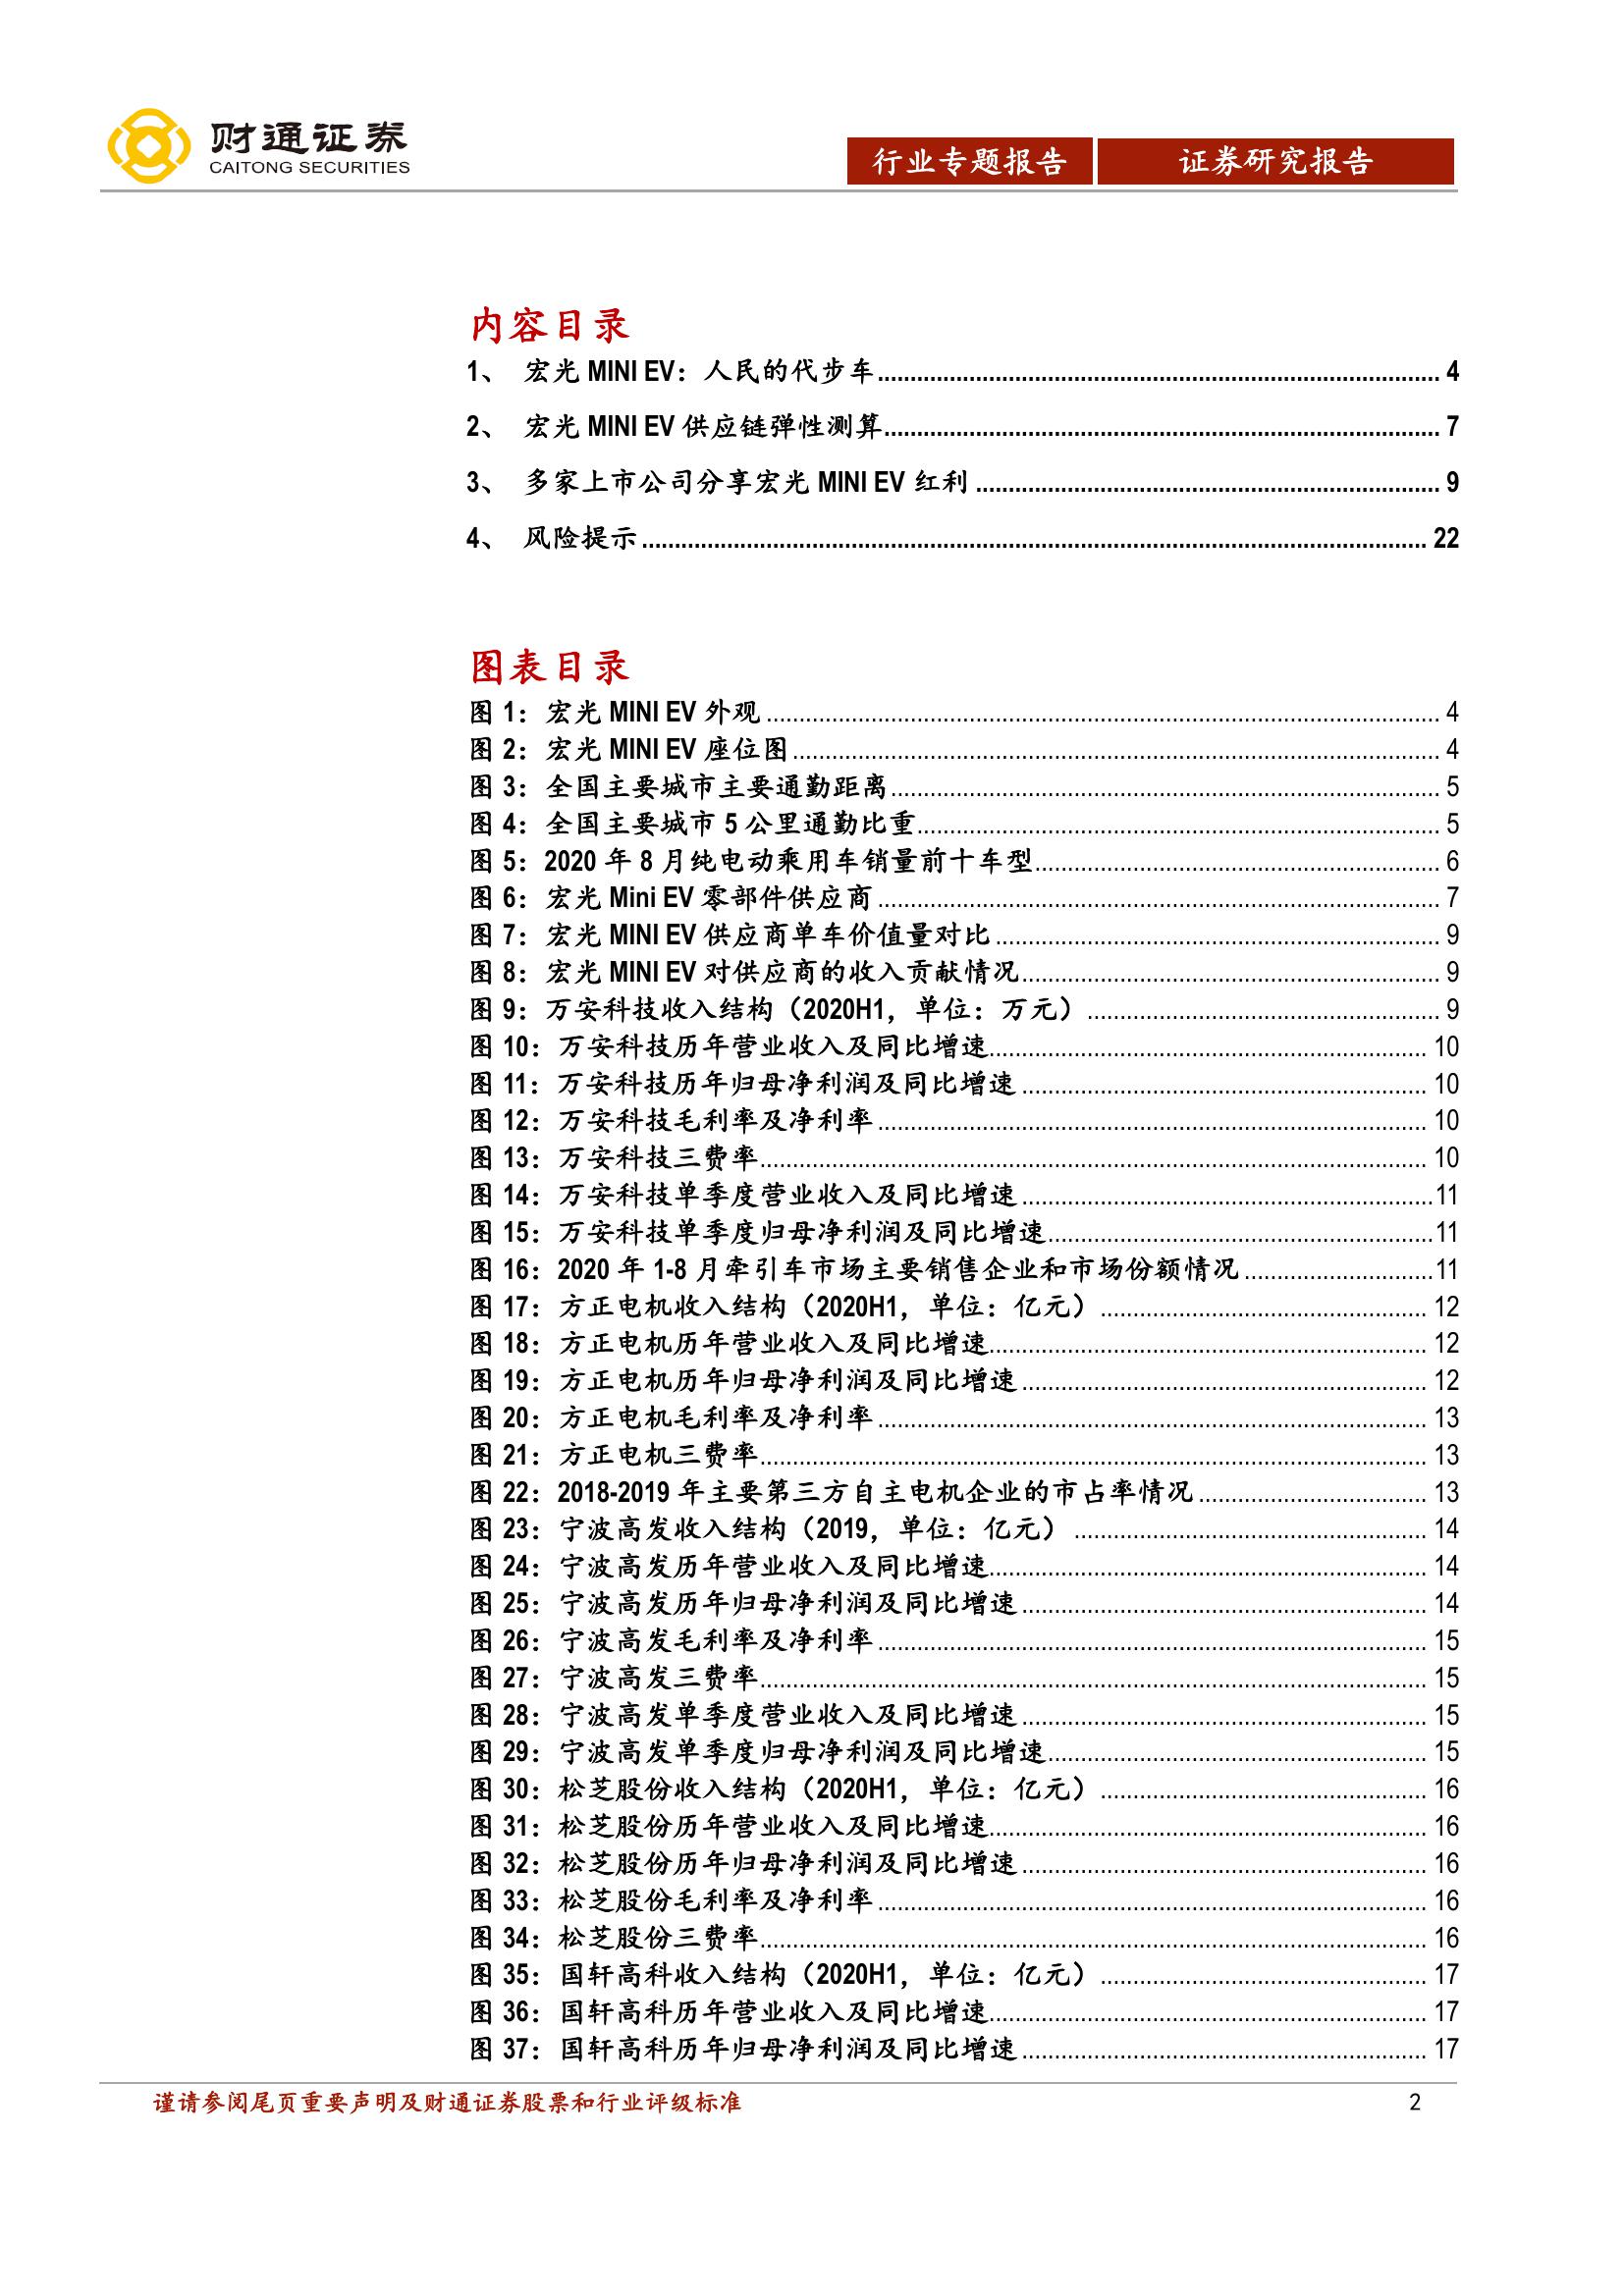 财通证券
CAITONG SECURITIES
行业专题报告 证券研究报告
内容目录
1、 宏光 MINI EV：人民的代步车 4
2、 宏光 MINI EV 供应链弹性测算 7
3、 多家上市公司分享宏光 MINI EV 红利 9
4、 风险提示 22
图表目录
图 1：宏光 MINI EV 外观 4
图 2：宏光 MINI EV 座位图 4
图 3：全国主要城市主要通勤距离 5
图 4：全国主要城市 5 公里通勤比重 5
图 5：2020 年 8 月纯电动乘用车销量前十车型 6
图 6：宏光 Mini EV 零部件供应商 7
图 7：宏光 MINI EV 供应商单车价值量对比 9
图 8：宏光 MINI EV 对供应商的收入贡献情况 9
图 9：万安科技收入结构（2020H1，单位：万元） 9
图 10：万安科技历年营业收入及同比增速 10
图 11：万安科技历年归母净利润及同比增速 10
图 12：万安科技毛利率及净利率 10
图 13：万安科技三费率 10
图 14：万安科技单季度营业收入及同比增速 11
图 15：万安科技单季度归母净利润及同比增速 11
图 16：2020 年 1-8 月牵引车市场主要销售企业和市场份额情况 11
图 17：方正电机收入结构（2020H1，单位：亿元） 12
图 18：方正电机历年营业收入及同比增速 12
图 19：方正电机历年归母净利润及同比增速 12
图 20：方正电机毛利率及净利率 13
图 21：方正电机三费率 13
图 22：2018-2019 年主要第三方自主电机企业的市占率情况 13
图 23：宁波高发收入结构（2019，单位：亿元） 14
图 24：宁波高发历年营业收入及同比增速 14
图 25：宁波高发历年归母净利润及同比增速 14
图 26：宁波高发毛利率及净利率 15
图 27：宁波高发三费率 15
图 28：宁波高发单季度营业收入及同比增速 15
图 29：宁波高发单季度归母净利润及同比增速 15
图 30：松芝股份收入结构（2020H1，单位：亿元） 16
图 31：松芝股份历年营业收入及同比增速 16
图 32：松芝股份历年归母净利润及同比增速 16
图 33：松芝股份毛利率及净利率 16
图 34：松芝股份三费率 16
图 35：国轩高科收入结构（2020H1，单位：亿元） 17
图 36：国轩高科历年营业收入及同比增速 17
图 37：国轩高科历年归母净利润及同比增速 17
谨请参阅尾页重要声明及财通证券股票和行业评级标准 2